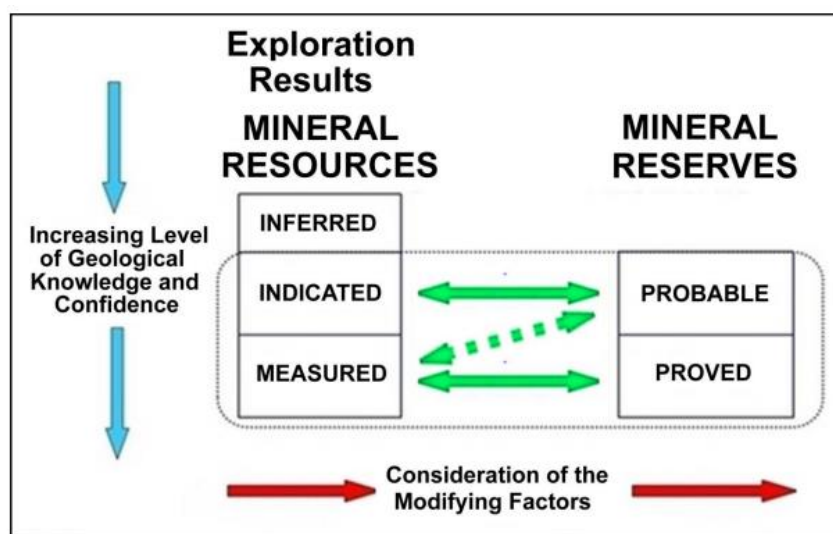 Exploration
Results
MINERAL
RESOURCES
MINERAL
RESERVES
INFERRED
Increasing Level
of Geological
Knowledge and
Confidence
INDICATED
PROBABLE
MEASURED
PROVED
Consideration of the
Modifying Factors